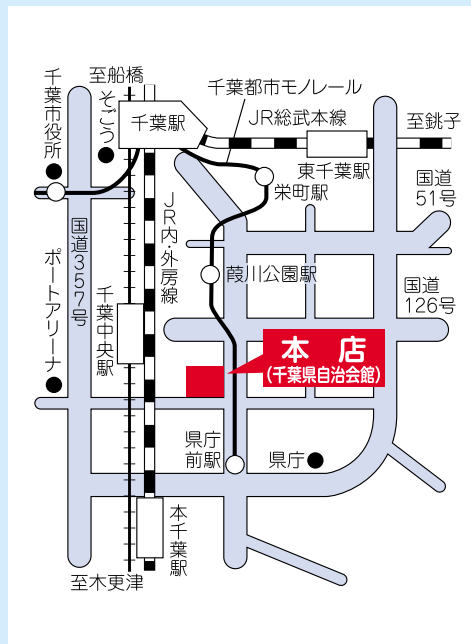 至船橋
千葉市役所
そごう
千葉駅
千葉都市モノレール
JR総武本線
至銚子
東千葉駅
栄町駅
国道
51号
JR内・外房線
国道357号
ポートアリーナ
千葉中央駅
葭川公園駅
国道
126号
本店
(千葉県自治会館)
県庁
前駅
県庁
本千葉駅
至木更津